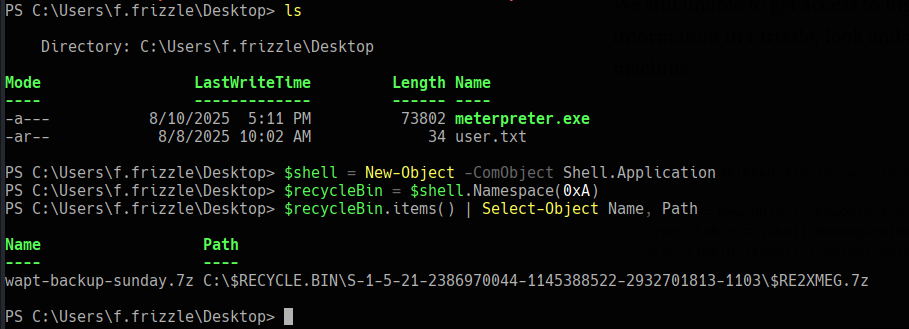 PS C:\Users\f.frizzle\Desktop> ls
Directory: C:\Users\f.frizzle\Desktop
Mode LastWriteTime Length Name
---- ------------- ------ ----
-a--- 8/10/2025 5:11 PM 73802 meterpreter.exe
-ar-- 8/8/2025 10:02 AM 34 user.txt
PS C:\Users\f.frizzle\Desktop> $shell = New-Object -ComObject Shell.Application
PS C:\Users\f.frizzle\Desktop> $recycleBin = $shell.Namespace(0xA)
PS C:\Users\f.frizzle\Desktop> $recycleBin.items() | Select-Object Name, Path
Name Path
---- ----
wapt-backup-sunday.7z C:\$RECYCLE.BIN\S-1-5-21-2386970044-1145388522-2932701813-1103\$RE2XMEG.7z
PS C:\Users\f.frizzle\Desktop>